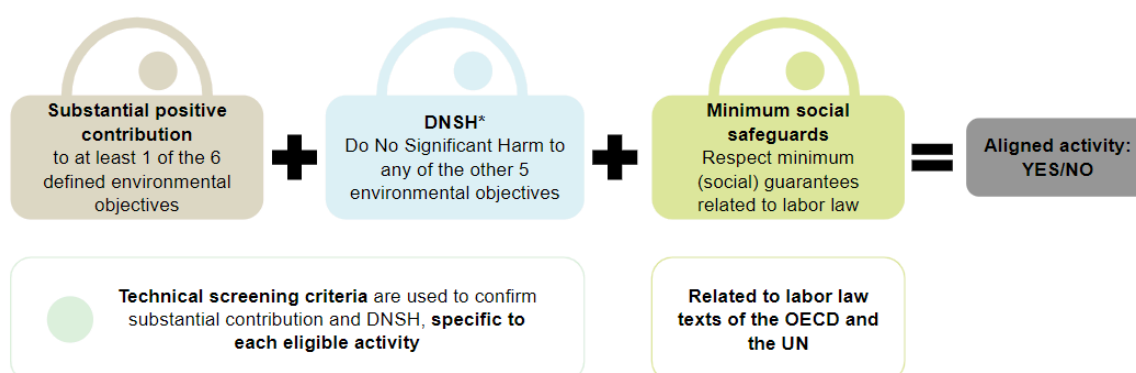 Substantial positive
contribution
to at least 1 of the 6
defined environmental
objectives
DNSH*
Do No Significant Harm to
any of the other 5
environmental objectives
Minimum social
safeguards
Respect minimum
(social) guarantees
related to labor law
Aligned activity:
YES/NO
Technical screening criteria are used to confirm
substantial contribution and DNSH, specific to
each eligible activity
Related to labor law
texts of the OECD and
the UN